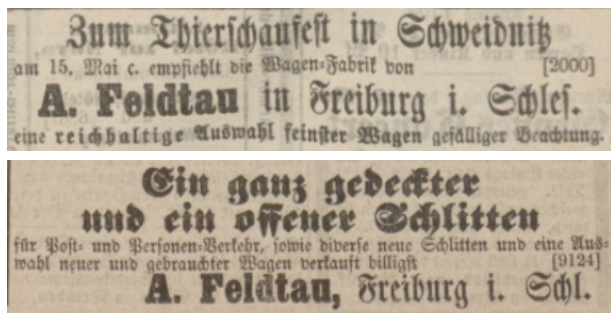 Zum Thierschaufest in Schweidnitz
am 15. Mai c. empfiehlt die Wagen-Fabrik von [2000]
A. Feldtau in Freiburg i. Schles.
eine reichhaltige Auswahl feinster Wagen gefälliger Beachtung.
Ein ganz gedeckter
und ein offener Schlitten
für Post- und Personen-Verkehr, sowie diverse neue Schlitten und eine Aus-
wahl neuer und gebrauchter Wagen verkauft billigst [9124]
A. Feldtau, Freiburg i. Schl.